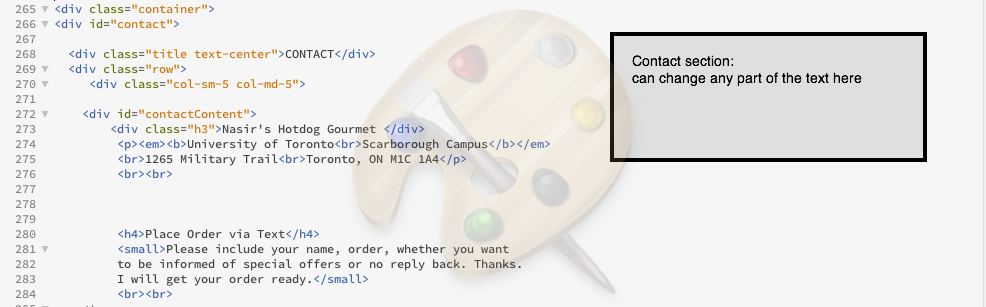 265 <div class="container">
266 <div id="contact">
267
268 <div class="title text-center">CONTACT</div>
269 <div class="row">
270 <div class="col-sm-5 col-md-5">
271
272 <div id="contactContent">
273 <div class="h3">Nasir's Hotdog Gourmet </div>
274 <p><em><b>University of Toronto<br>Scarborough Campus</b></em>
275 <br>1265 Military Trail<br>Toronto, ON M1C 1A4</p>
276 <br><br>
277
278
279
280 <h4>Place Order via Text</h4>
281 <small>Please include your name, order, whether you want
282 to be informed of special offers or no reply back. Thanks.
283 I will get your order ready.</small>
284 <br><br>
Contact section:
can change any part of the text here